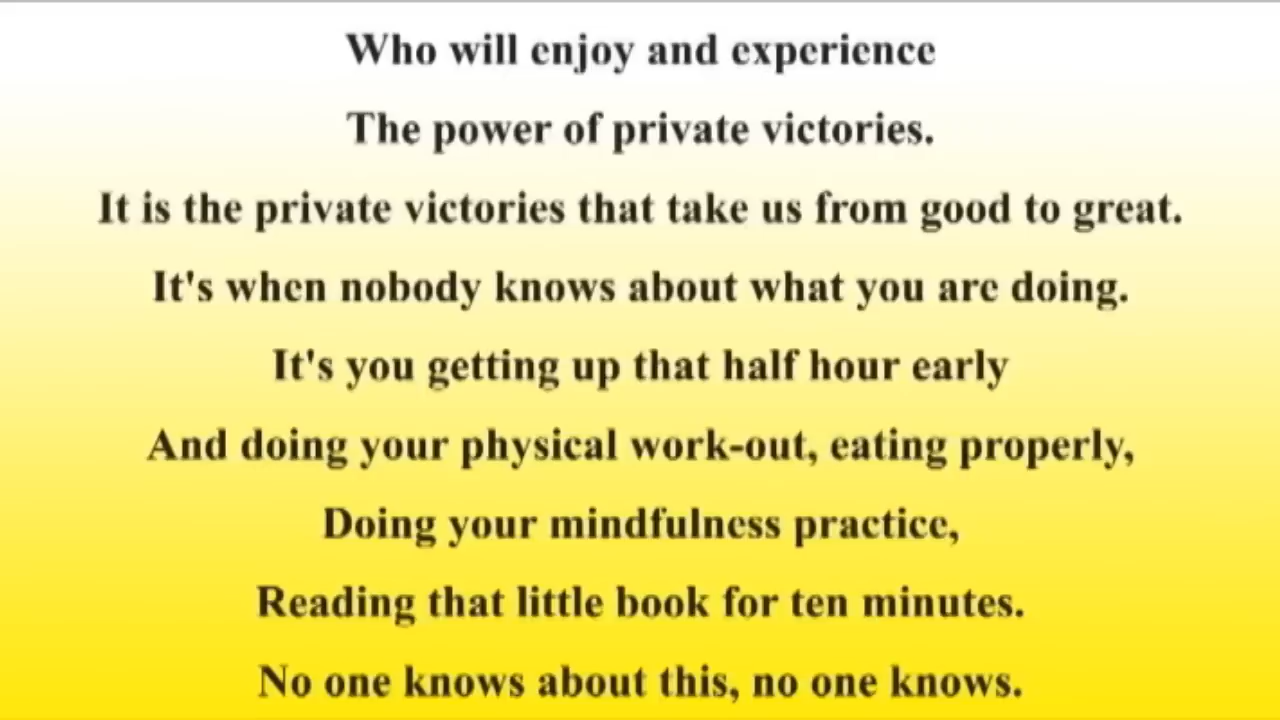 Who will enjoy and experience
The power of private victories.
It is the private victories that take us from good to great.
It's when nobody knows about what you are doing.
It's you getting up that half hour early
And doing your physical work-out, eating properly,
Doing your mindfulness practice,
Reading that little book for ten minutes.
No one knows about this, no one knows.